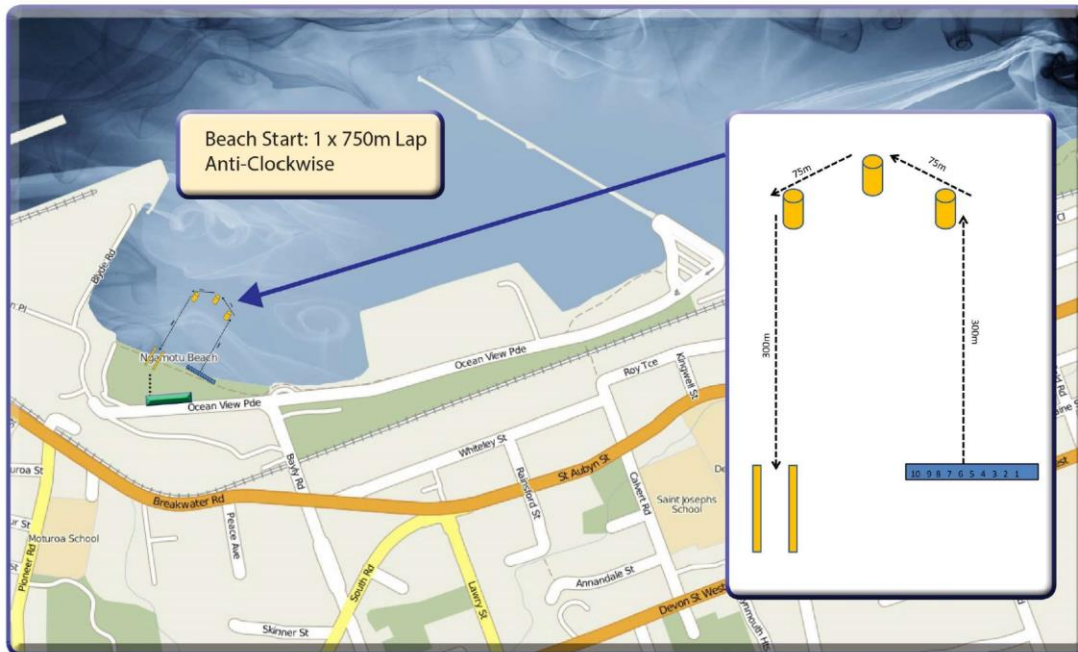 Beach Start: 1 x 750m Lap
Anti-Clockwise
75m
75m
300m
300m
10 9 8 7 6 5 4 3 2 1
Blyde Rd
Ngamotu Beach
Ocean View Pde
Ocean View Pde
Roy Tce
Kingwell St
Whiteley St
St Aubyn St
Bayly Rd
Rainsford St
Calvert Rd
Saint Josephs
School
Breakwater Rd
Peace Ave
Moturoa School
Pioneer Rd
South Rd
Lawry St
Annandale St
Devon St West
Skinner St